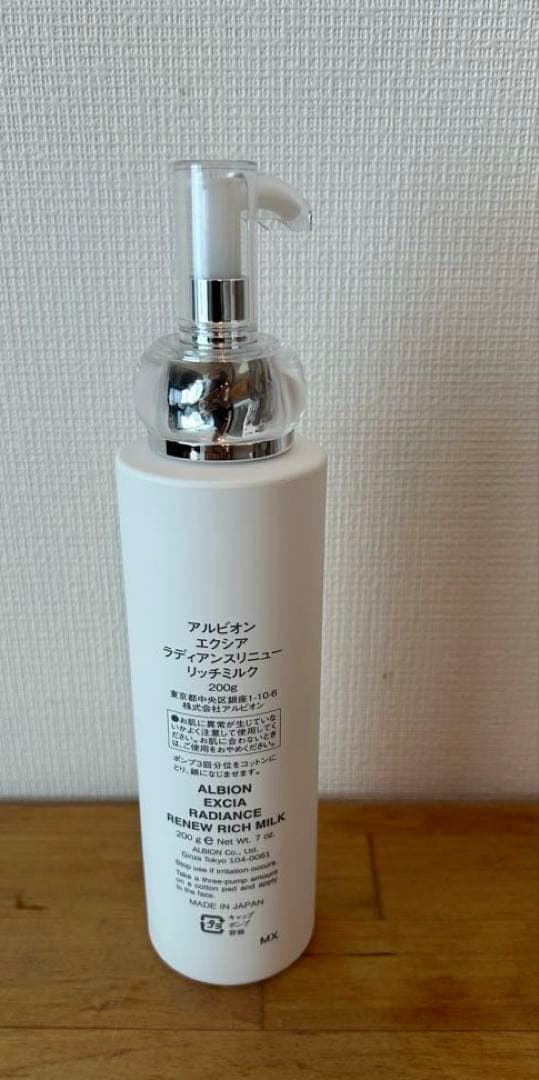 アルビオン
エクシア
ラディアンスリニュー
リッチミルク
200g
東京都中央区銀座1-10-6
株式会社アルビオン
●お肌に異常が生じていな
いかよく注意して使用してく
ださい。お肌に合わないとき
は、ご使用をおやめください。
ポンプ3回分位をコットンに
とり、顔になじませます。
ALBION
EXCIA
RADIANCE
RENEW RICH MILK
200 g ℮ Net Wt. 7 oz.
ALBION Co., Ltd.
Ginza Tokyo 104-0061
Stop use if irritation occurs.
Take a three-pump amount
on a cotton pad and apply
to the face.
MADE IN JAPAN
プラ
キャップ
ポンプ
容器
MX